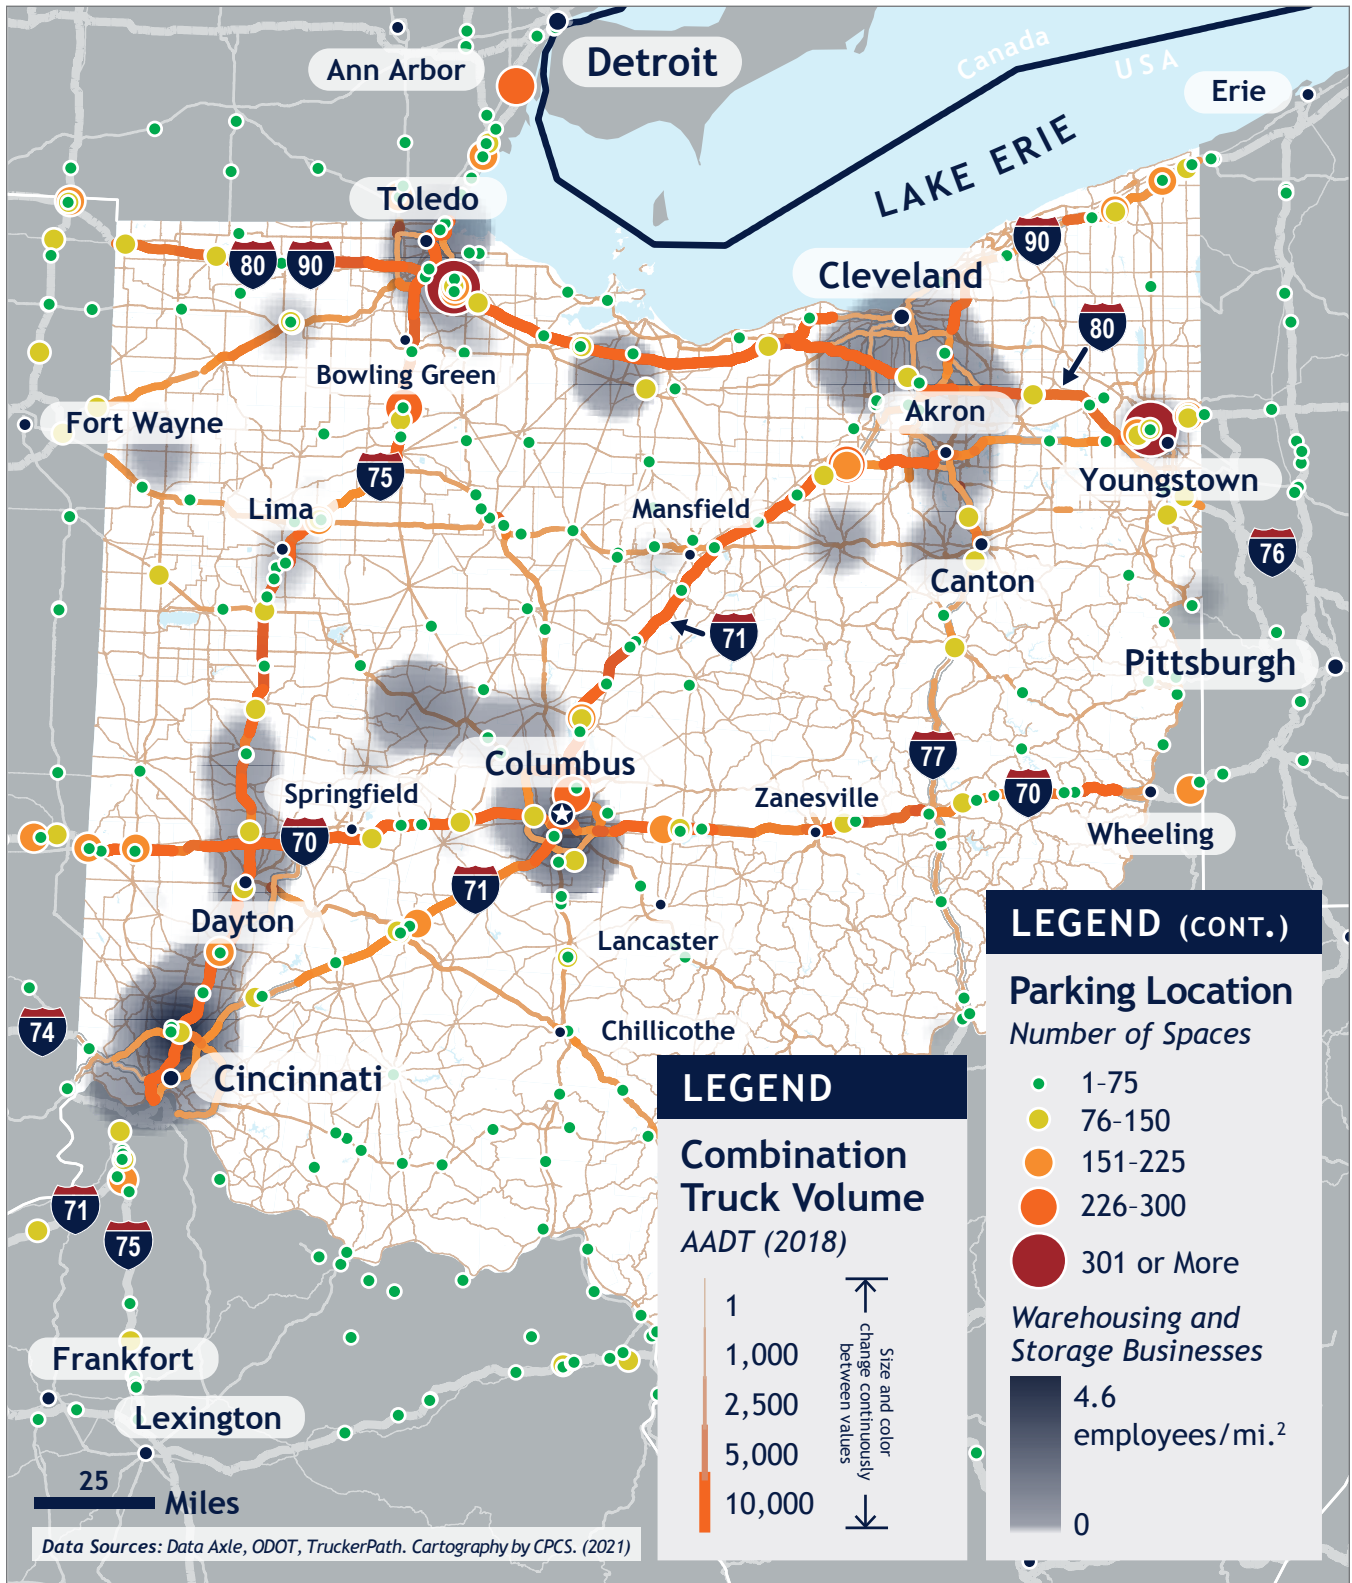 Canada
USA
Detroit
Ann Arbor
Erie
LAKE ERIE
Toledo
90
80
90
Cleveland
80
Bowling Green
Akron
Fort Wayne
75
Youngstown
Lima
Mansfield
76
Canton
71
Pittsburgh
77
Columbus
Springfield
Zanesville
70
70
Wheeling
71
Dayton
Lancaster
74
Chillicothe
Cincinnati
71
75
Frankfort
Lexington
25
Miles
Data Sources: Data Axle, ODOT, TruckerPath. Cartography by CPCS. (2021)
LEGEND
Combination
Truck Volume
AADT (2018)
1
1,000
2,500
5,000
10,000
Size and color
change continuously
between values
LEGEND (CONT.)
Parking Location
Number of Spaces
1-75
76-150
151-225
226-300
301 or More
Warehousing and
Storage Businesses
4.6
employees/mi.²
0